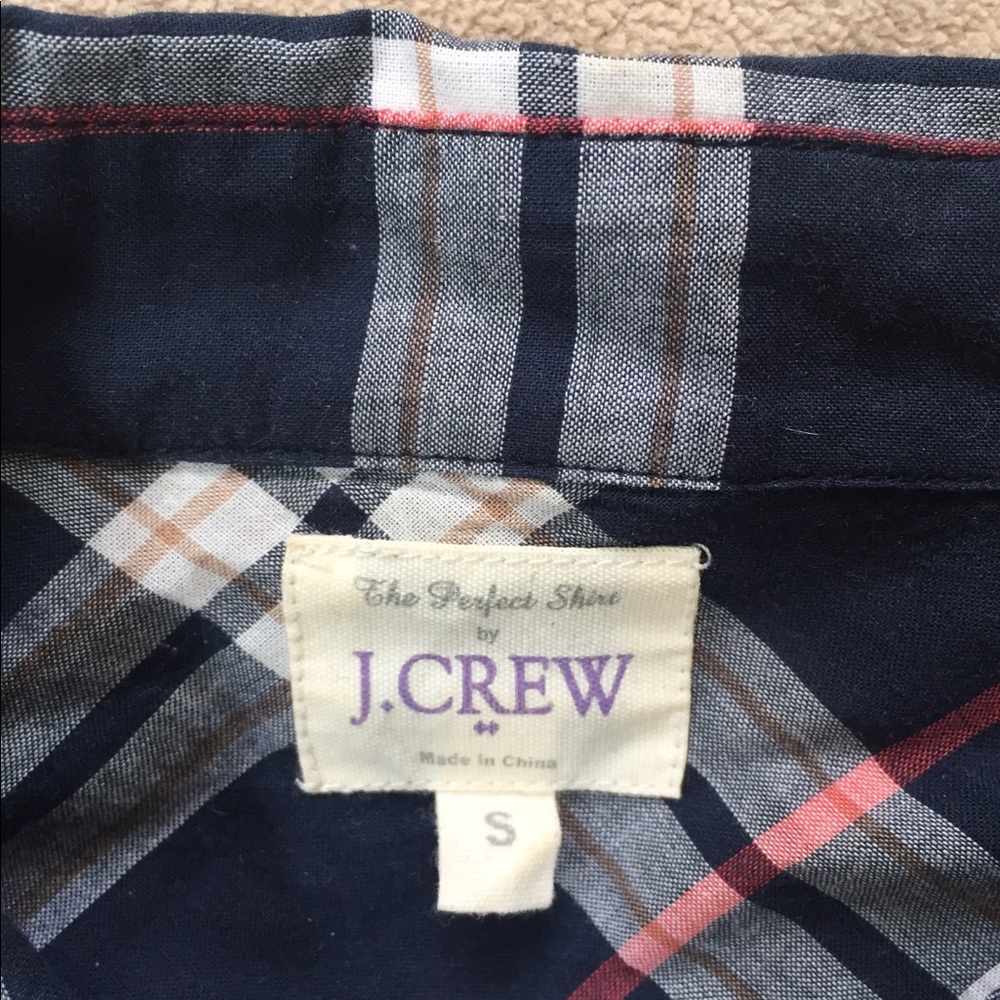 The Perfect Shirt
by
J.CREW
Made in China
S